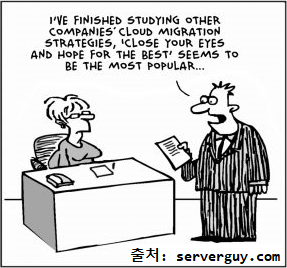 I'VE FINISHED STUDYING OTHER
COMPANIES' CLOUD MIGRATION
STRATEGIES, 'CLOSE YOUR EYES
AND HOPE FOR THE BEST' SEEMS TO
BE THE MOST POPULAR...
출처: serverguy.com